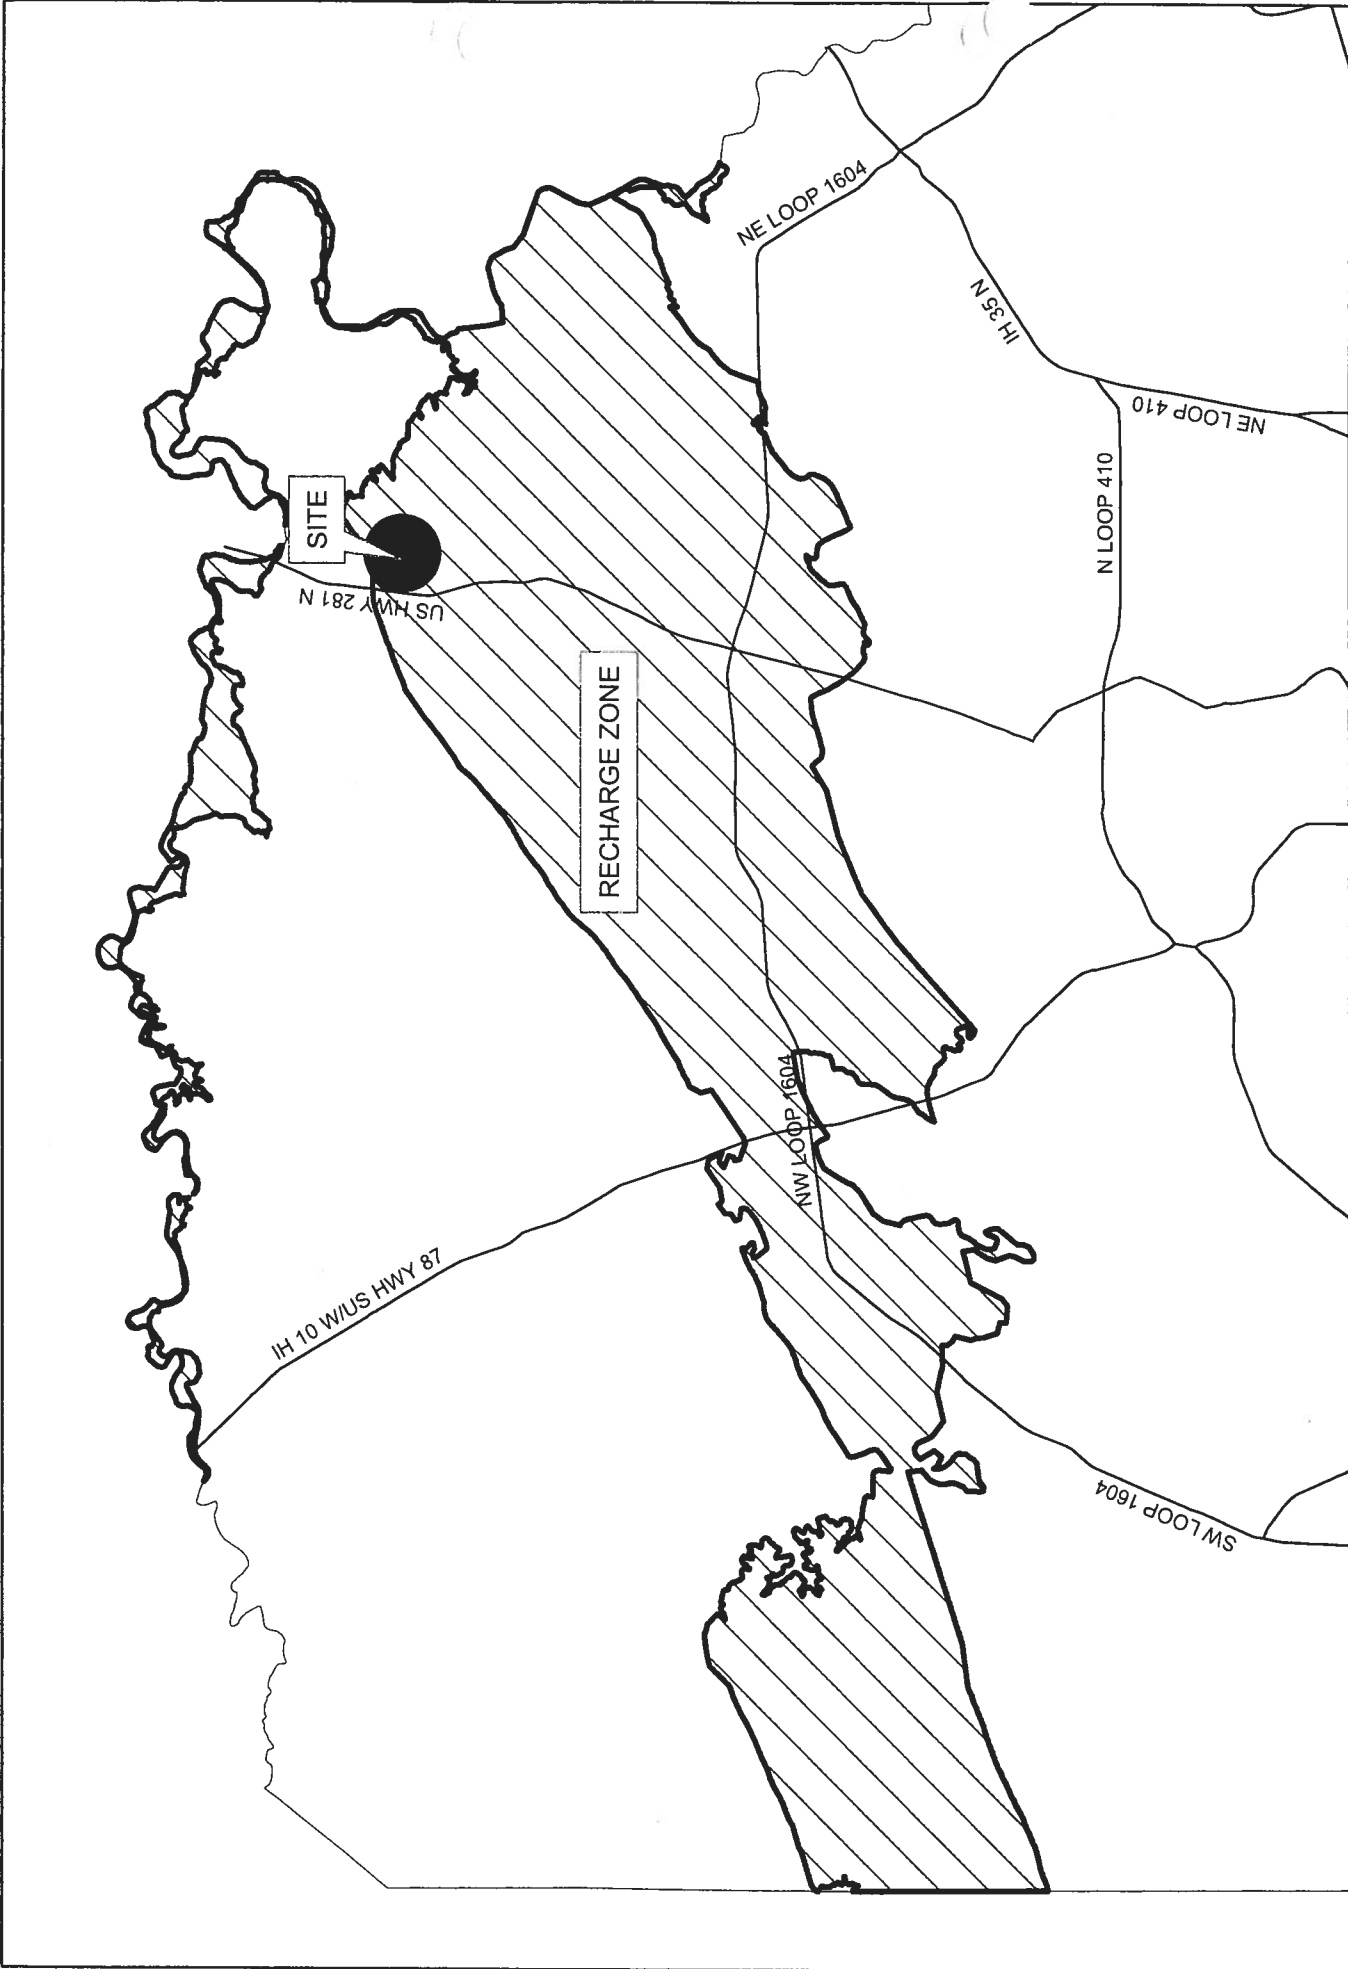 SITE
US HWY 281 N
RECHARGE ZONE
NE LOOP 1604
IH 35 N
NE LOOP 410
N LOOP 410
NW LOOP 1604
IH 10 W/US HWY 87
SW LOOP 1604